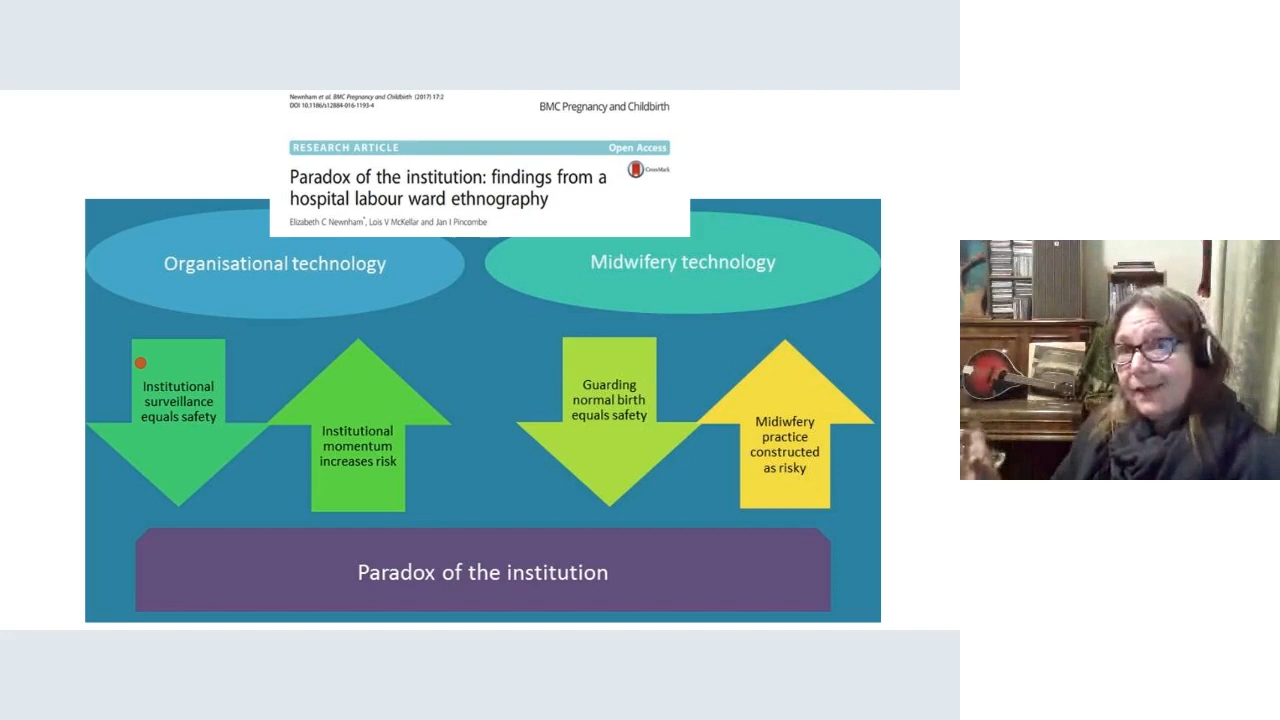 Newnham et al. BMC Pregnancy and Childbirth (2017) 17:2
DOI 10.1186/s12884-016-1193-4
BMC Pregnancy and Childbirth
RESEARCH ARTICLE
Open Access
Paradox of the institution: findings from a
hospital labour ward ethnography
CrossMark
Elizabeth C Newnham*, Lois V McKellar and Jan I Pincombe
Organisational technology
Midwifery technology
Institutional
surveillance
equals safety
Institutional
momentum
increases risk
Guarding
normal birth
equals safety
Midiwfery
practice
constructed
as risky
Paradox of the institution